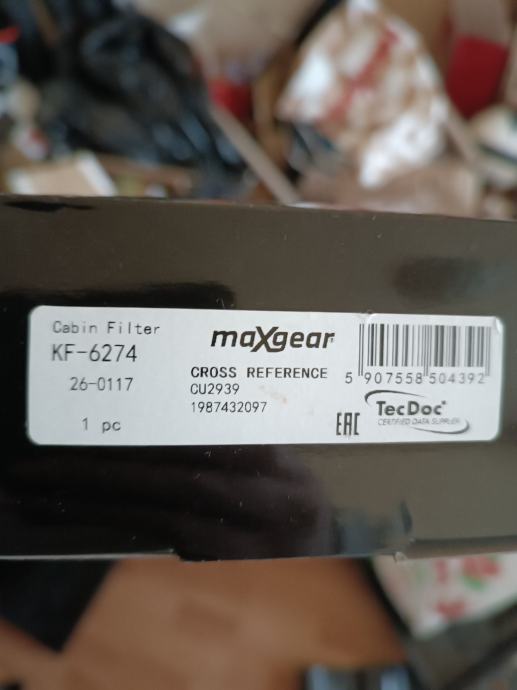 Cabin Filter
KF-6274
26-0117
1 pc
maXgear
CROSS REFERENCE
CU2939
1987432097
5 907558 504392
EAC
TecDoc
CERTIFIED DATA SUPPLIER